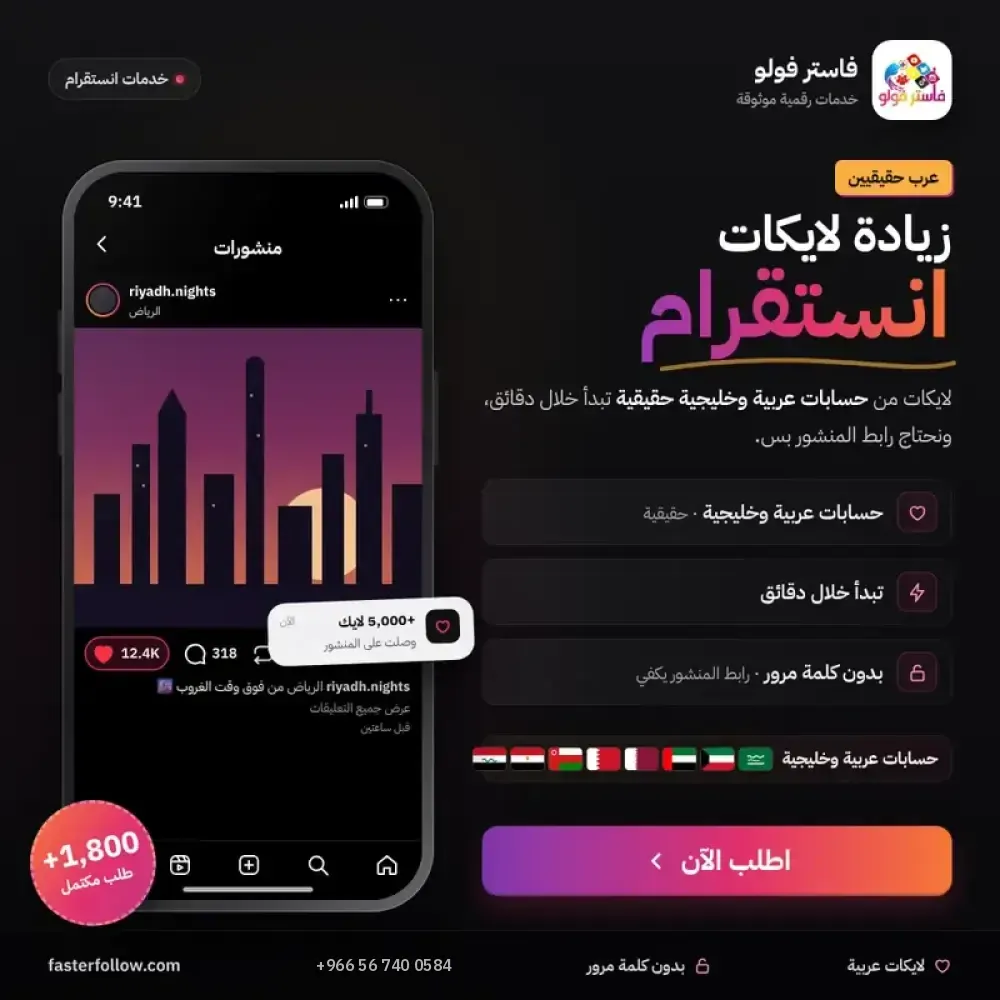 فاستر فولو
فاستر فولو
خدمات رقمية موثوقة
خدمات انستقرام
عرب حقيقيين
زيادة لايكات
انستقرام
لايكات من حسابات عربية وخليجية حقيقية تبدأ خلال دقائق،
ونحتاج رابط المنشور بس.
حسابات عربية وخليجية · حقيقية
تبدأ خلال دقائق
بدون كلمة مرور · رابط المنشور يكفي
حسابات عربية وخليجية
اطلب الآن
9:41
منشورات
riyadh.nights
الرياض
+5,000 لايك
الآن
وصلت على المنشور
12.4K
318
riyadh.nights الرياض من فوق وقت الغروب 🌆
عرض جميع التعليقات
قبل ساعتين
+1,800
طلب مكتمل
لايكات عربية
بدون كلمة مرور
+966 56 740 0584
fasterfollow.com